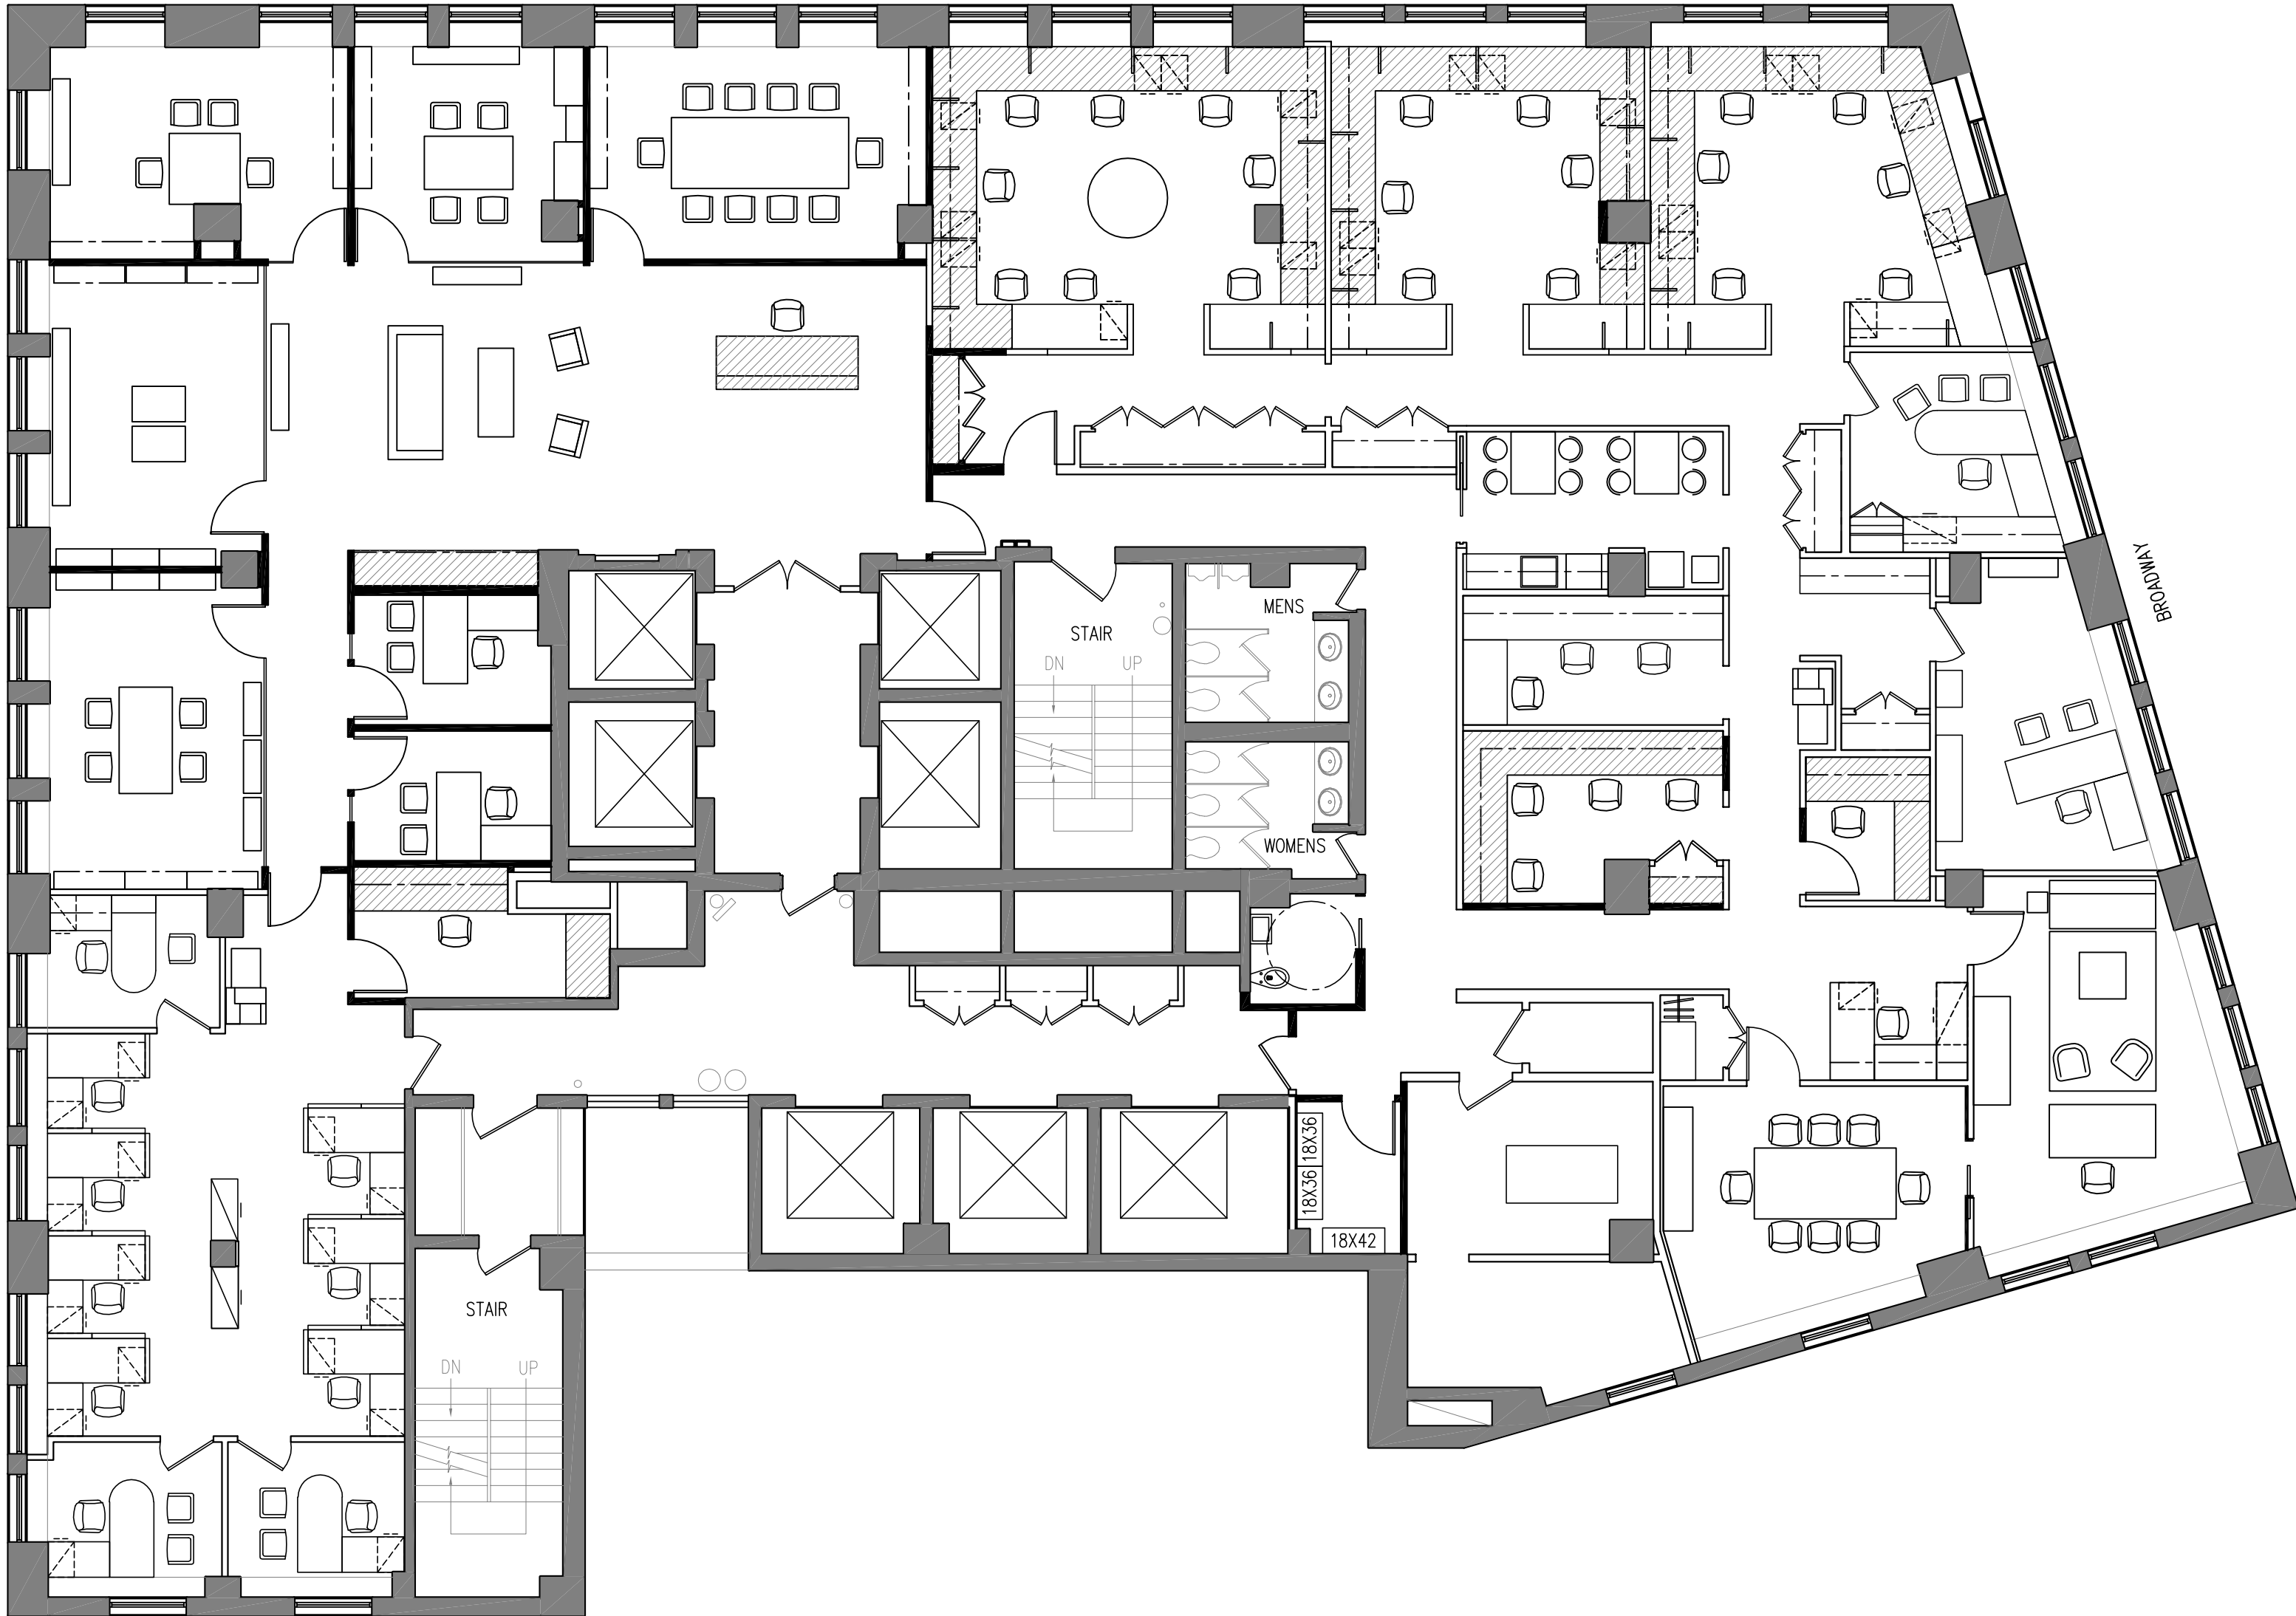 BROADWAY
MENS
STAIR
DN
UP
WOMENS
18X36
18X36
18X42
STAIR
DN
UP